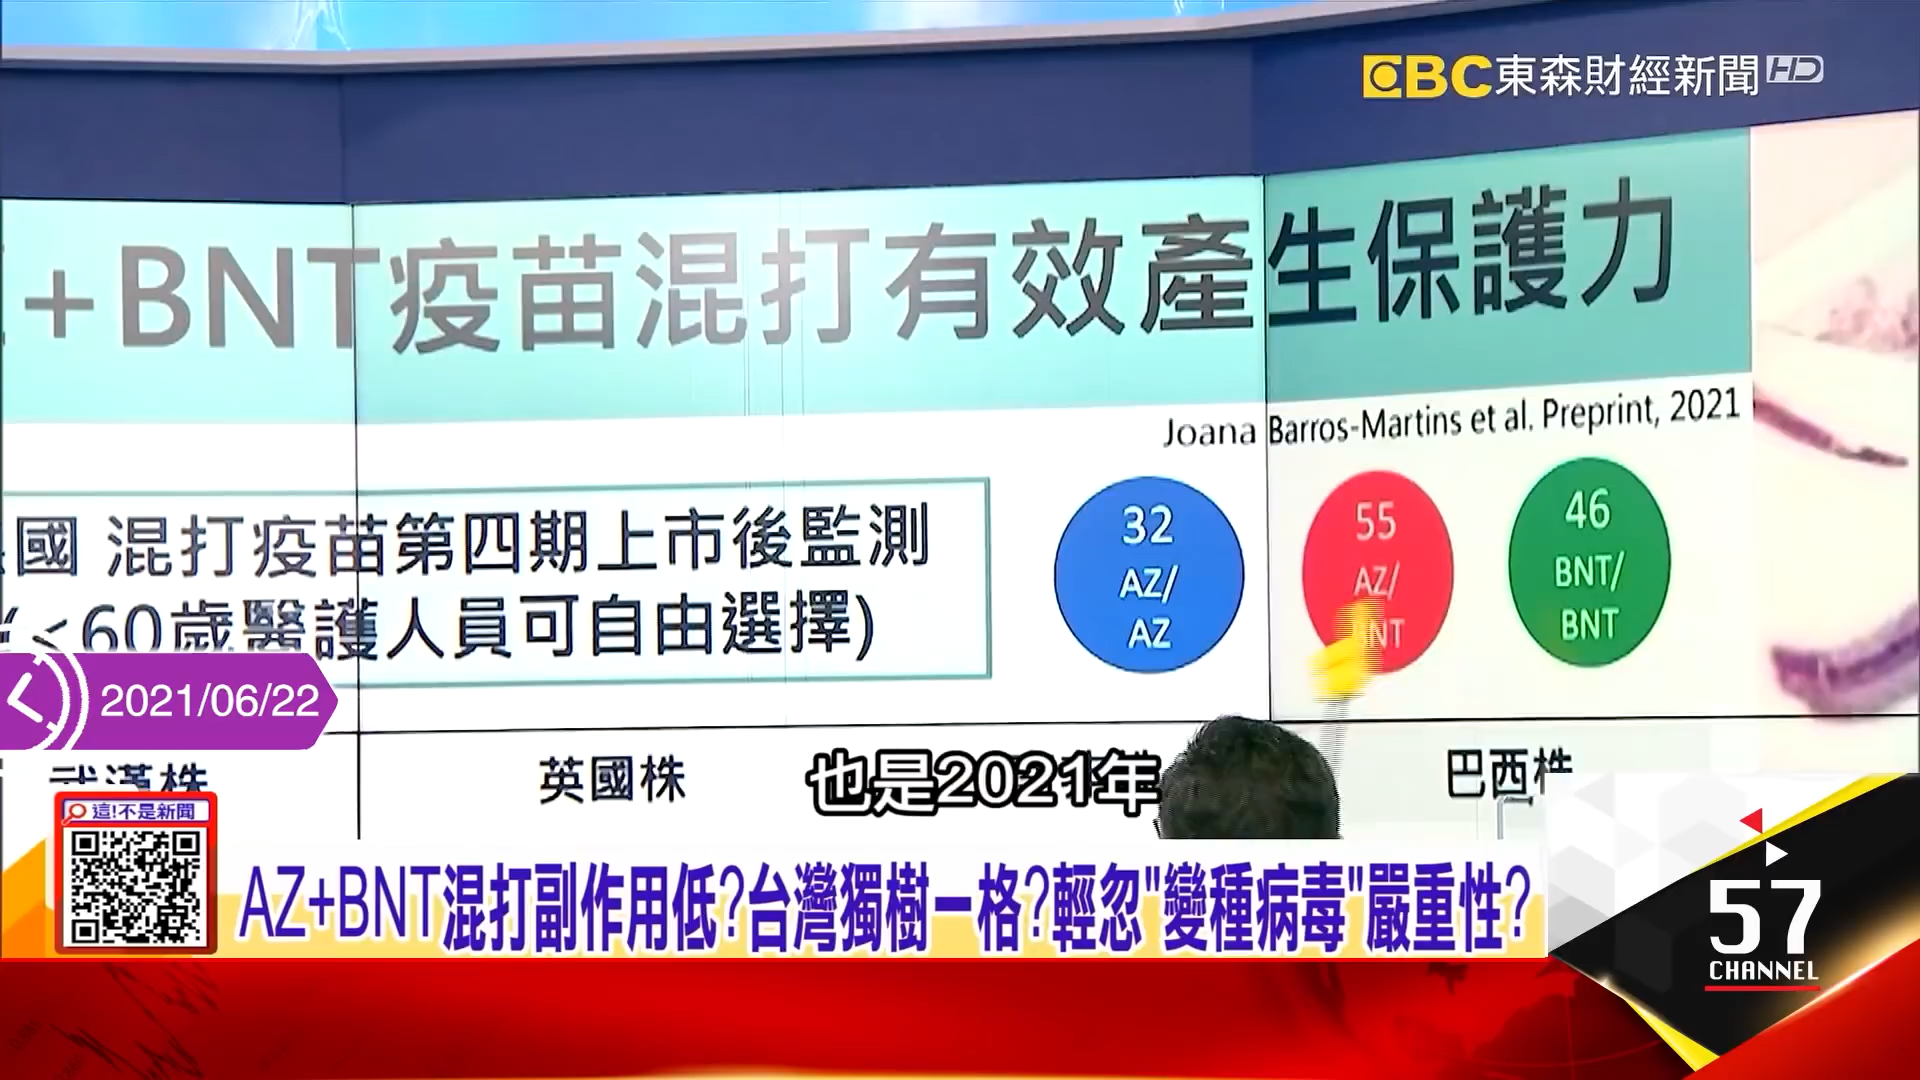 EBC東森財經新聞HD
+BNT疫苗混打有效產生保護力
Joana Barros-Martins et al. Preprint, 2021
國 混打疫苗第四期上市後監測
(<60歲醫護人員可自由選擇)
32
AZ/
AZ
55
AZ/
BNT
46
BNT/
BNT
2021/06/22
武漢株
英國株
巴西株
也是2021年
這!不是新聞
AZ+BNT混打副作用低?台灣獨樹一格?輕忽"變種病毒"嚴重性?
57
CHANNEL